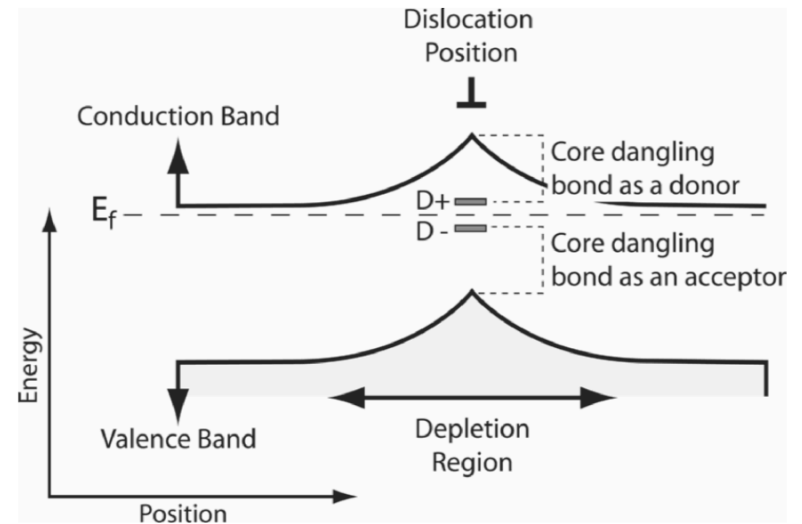 Dislocation
Position
Conduction Band
Core dangling
bond as a donor
D+
Ef
D -
Core dangling
bond as an acceptor
Energy
Valence Band
Depletion
Region
Position